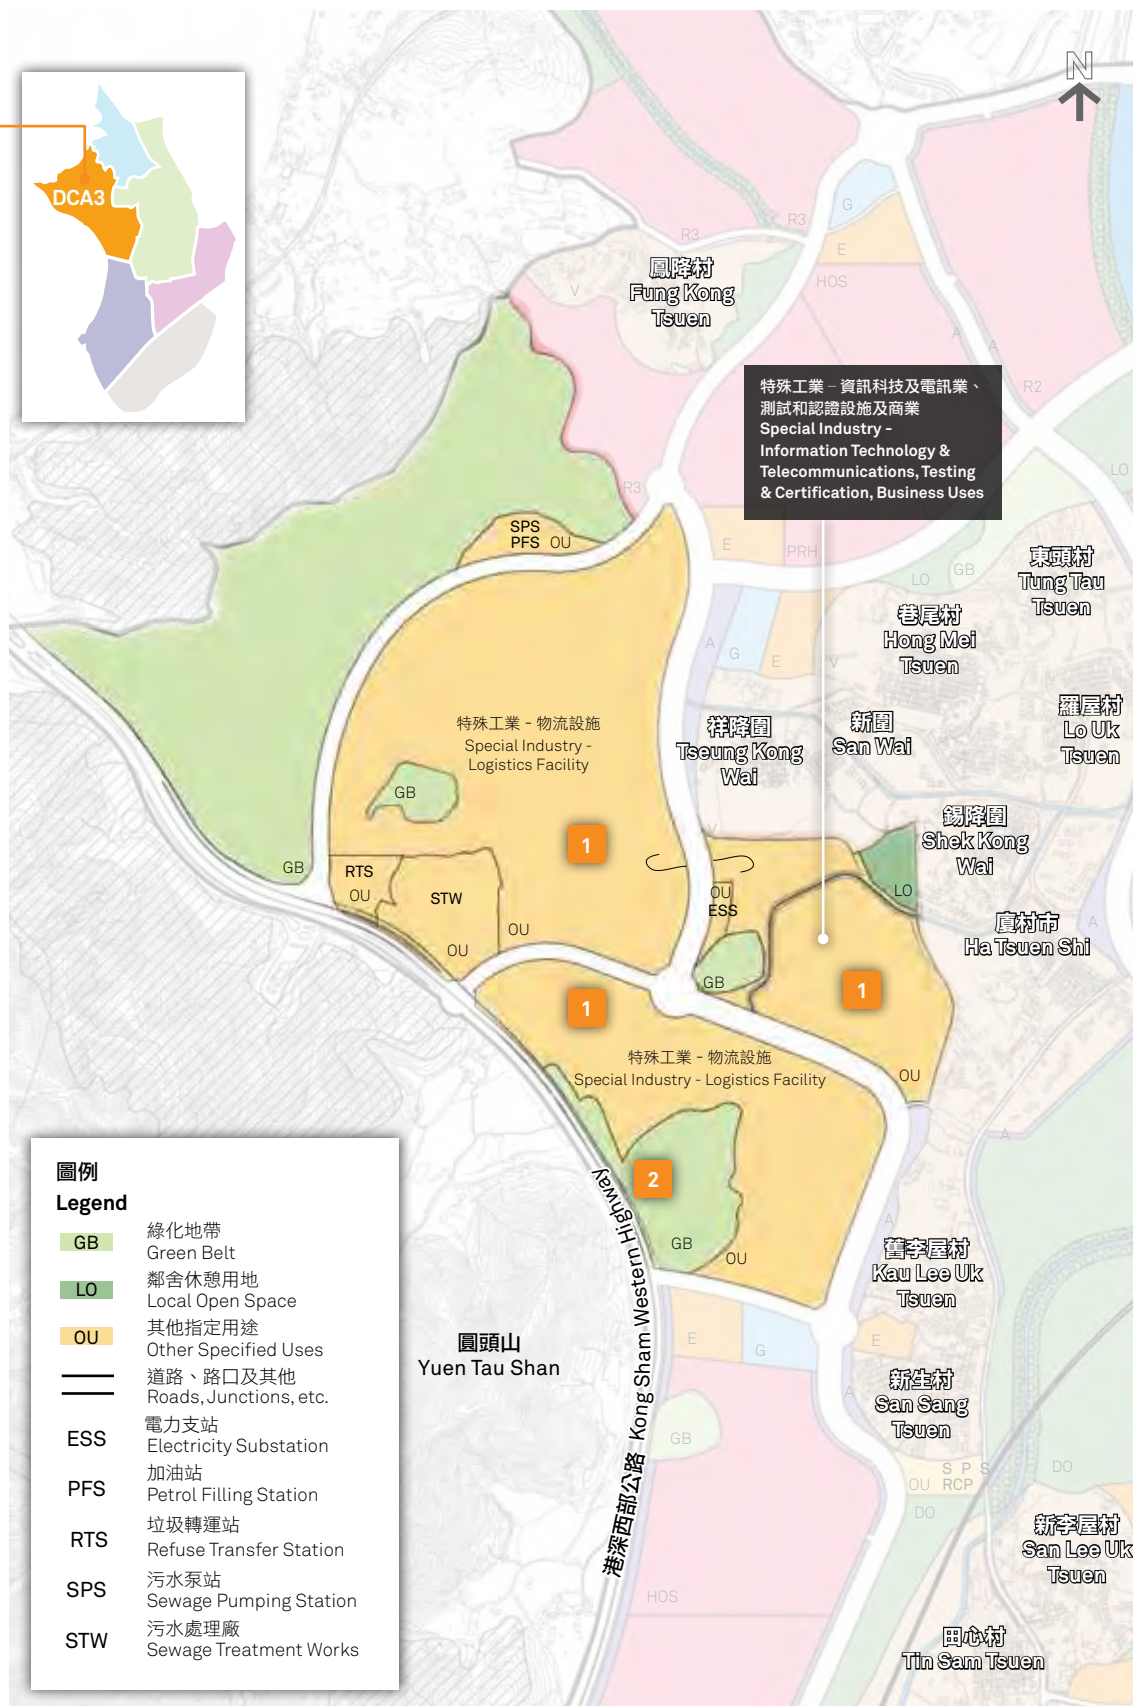 N
DCA3
G
R3
R3
E
鳳降村
Fung Kong
Tsuen
V
HOS
A
A
R2
特殊工業 – 資訊科技及電訊業、
測試和認證設施及商業
Special Industry -
Information Technology &
Telecommunications, Testing
& Certification, Business Uses
LO
R3
SPS
PFS OU
E
PRH
LO
GB
東頭村
Tung Tau
Tsuen
巷尾村
Hong Mei
Tsuen
A
G
E
V
特殊工業 - 物流設施
Special Industry -
Logistics Facility
祥降圍
Tseung Kong
Wai
新圍
San Wai
羅屋村
Lo Uk
Tsuen
GB
V
錫降圍
Shek Kong
Wai
1
GB
RTS
OU
STW
OU
OU
OU
ESS
LO
廈村市
Ha Tsuen Shi
A
GB
1
1
特殊工業 - 物流設施
Special Industry - Logistics Facility
OU
A
2
GB
OU
A
舊李屋村
Kau Lee Uk
Tsuen
港深西部公路 Kong Sham Western Highway
圓頭山
Yuen Tau Shan
E
G
E
A
新生村
San Sang
Tsuen
GB
S P S
OU RCP
DO
DO
新李屋村
San Lee Uk
Tsuen
HOS
田心村
Tin Sam Tsuen
圖例
Legend
GB
綠化地帶
Green Belt
LO
鄰舍休憩用地
Local Open Space
OU
其他指定用途
Other Specified Uses
道路、路口及其他
Roads, Junctions, etc.
ESS
電力支站
Electricity Substation
PFS
加油站
Petrol Filling Station
RTS
垃圾轉運站
Refuse Transfer Station
SPS
污水泵站
Sewage Pumping Station
STW
污水處理廠
Sewage Treatment Works